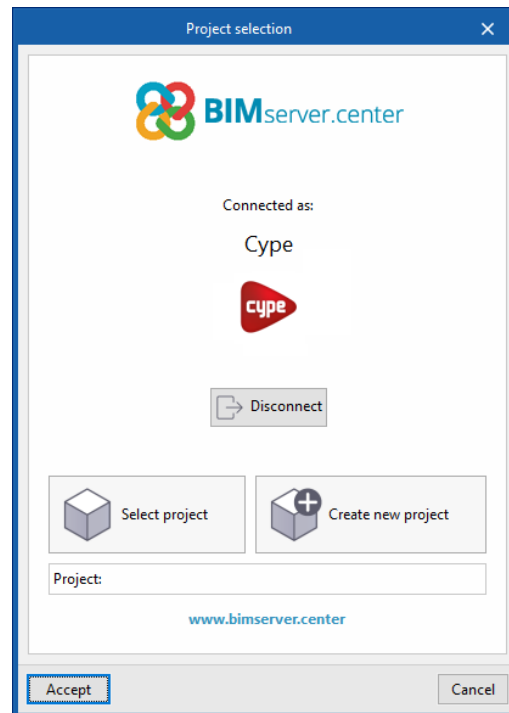 Project selection
BIMserver.center
Connected as:
Cype
cype
Disconnect
Select project
Create new project
Project:
www.bimserver.center
Accept
Cancel